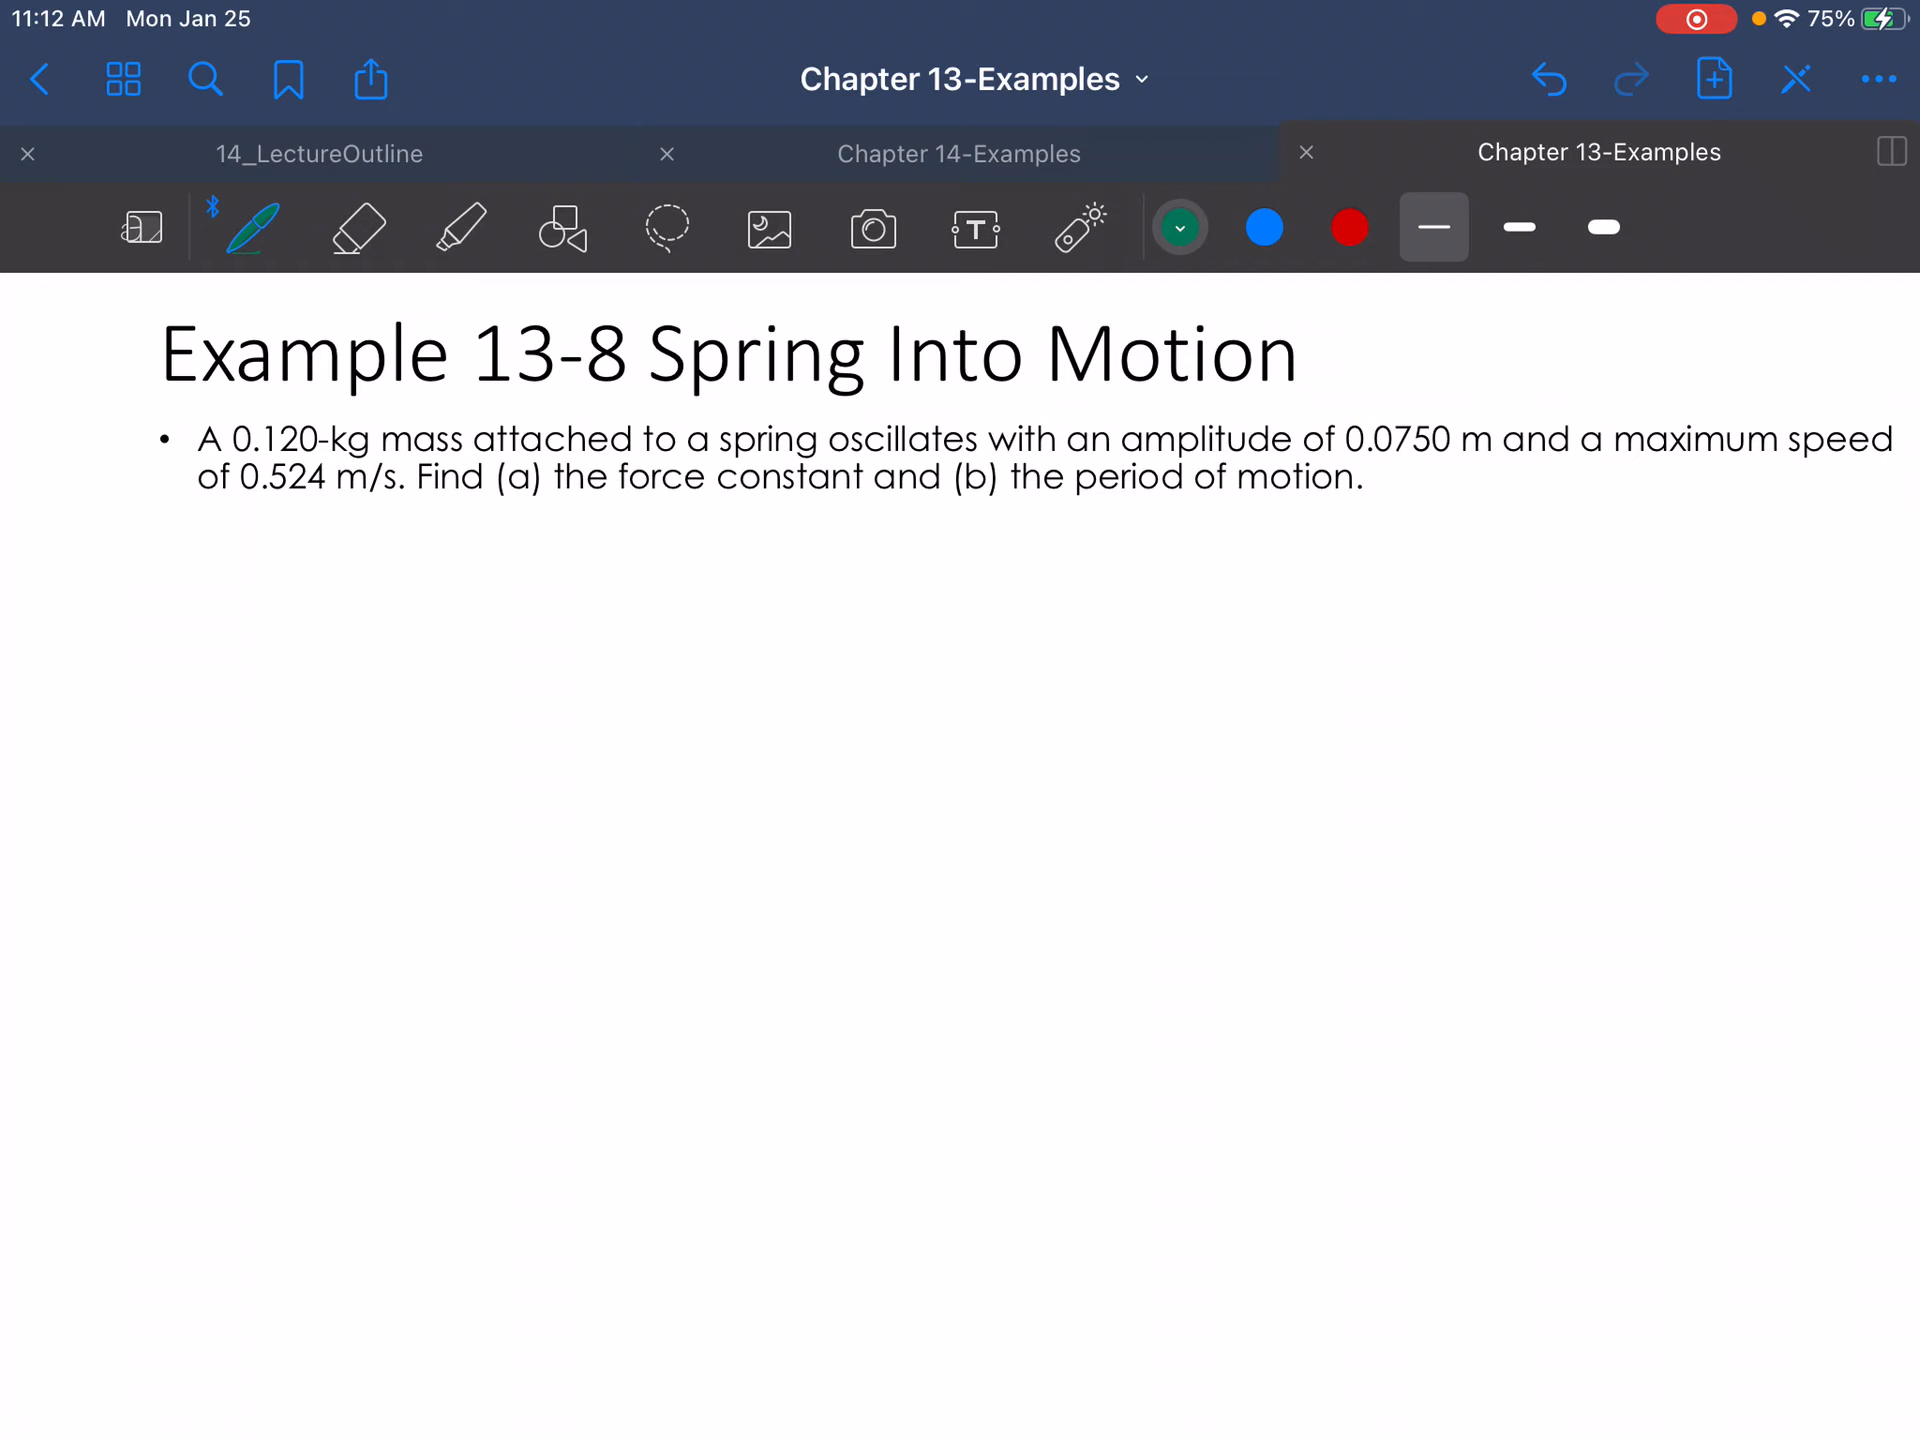 11:12 AM Mon Jan 25
75%
Chapter 13-Examples
14_LectureOutline
Chapter 14-Examples
Chapter 13-Examples
Example 13-8 Spring Into Motion
• A 0.120-kg mass attached to a spring oscillates with an amplitude of 0.0750 m and a maximum speed
of 0.524 m/s. Find (a) the force constant and (b) the period of motion.